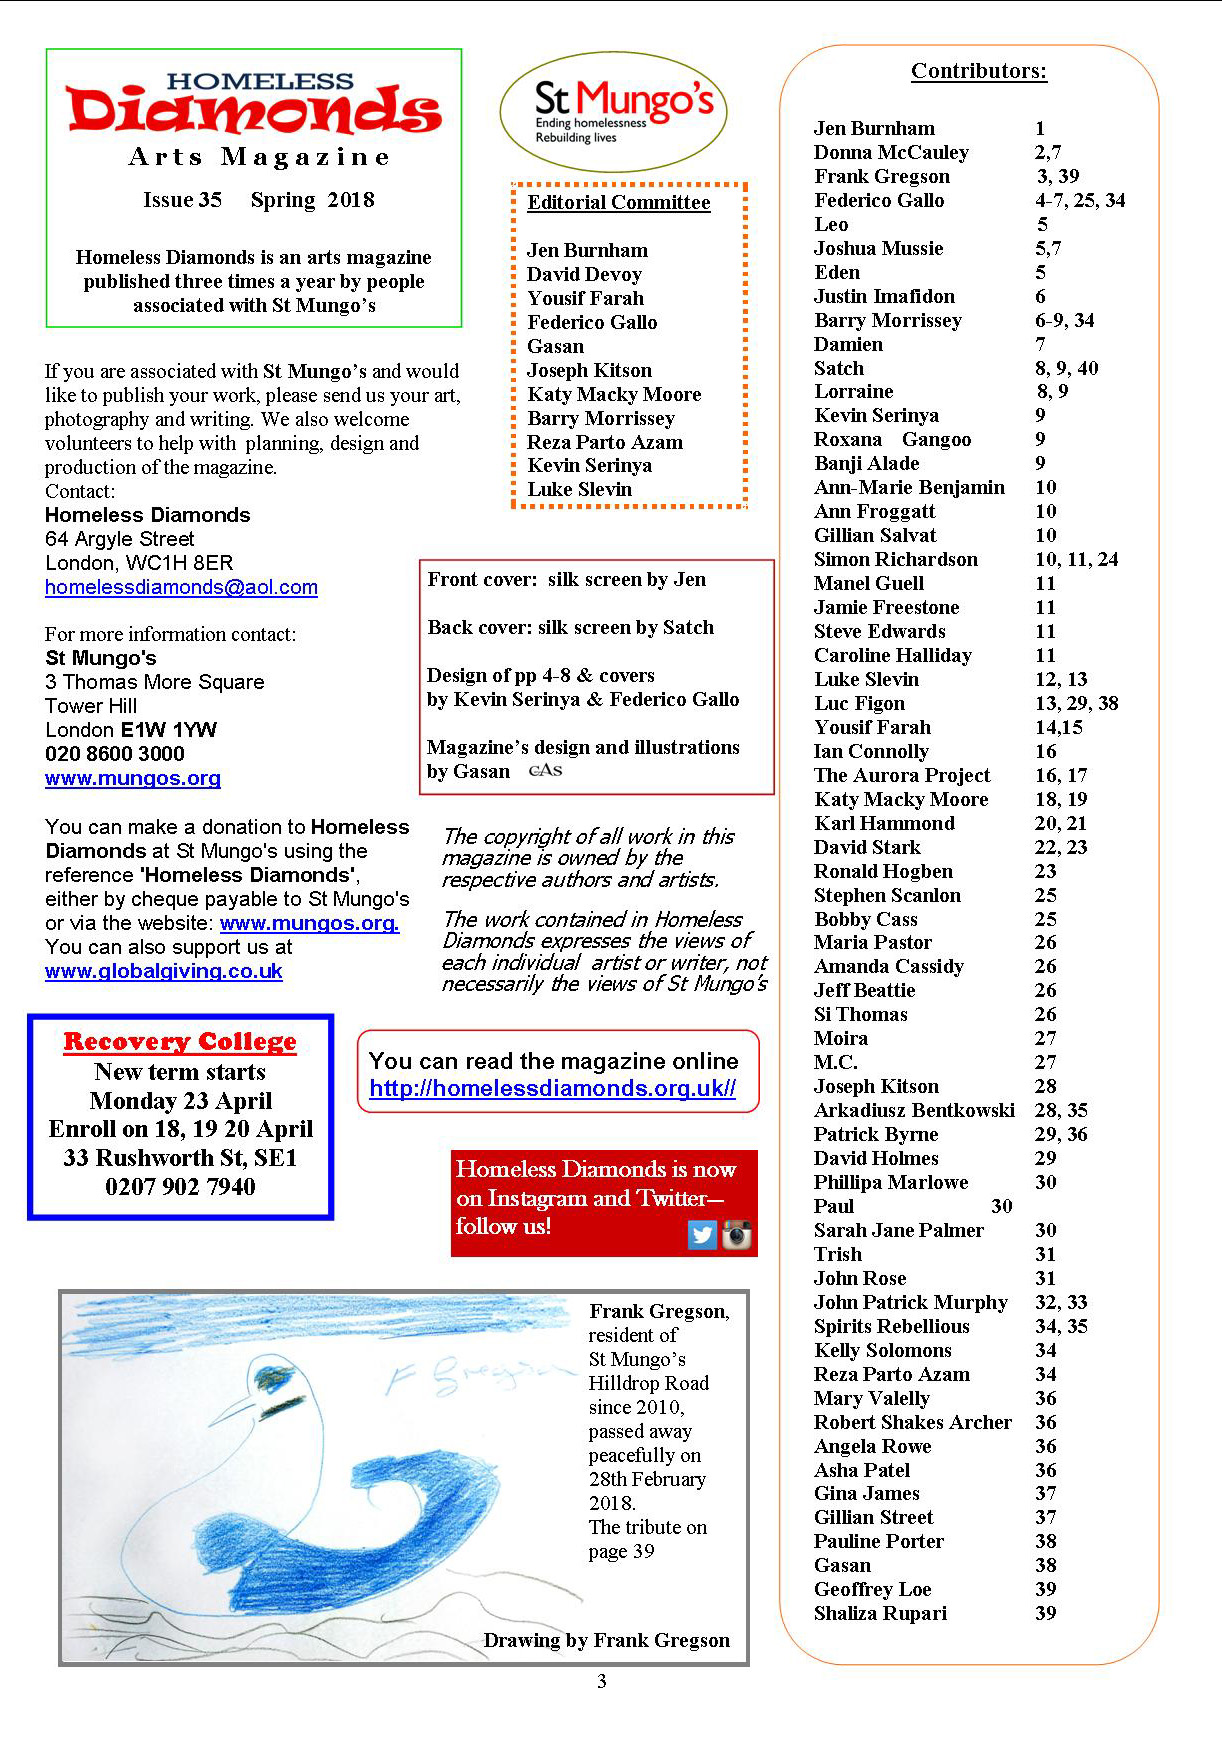 HOMELESS
Diamonds
Arts Magazine
Issue 35 Spring 2018
Homeless Diamonds is an arts magazine
published three times a year by people
associated with St Mungo's
If you are associated with St Mungo's and would
like to publish your work, please send us your art,
photography and writing. We also welcome
volunteers to help with planning, design and
production of the magazine.
Contact:
Homeless Diamonds
64 Argyle Street
London, WC1H 8ER
homelessdiamonds@aol.com
For more information contact:
St Mungo's
3 Thomas More Square
Tower Hill
London E1W 1YW
020 8600 3000
www.mungos.org
You can make a donation to Homeless
Diamonds at St Mungo's using the
reference 'Homeless Diamonds',
either by cheque payable to St Mungo's
or via the website: www.mungos.org.
You can also support us at
www.globalgiving.co.uk
Recovery College
New term starts
Monday 23 April
Enroll on 18, 19 20 April
33 Rushworth St, SE1
0207 902 7940
St Mungo's
Ending homelessness
Rebuilding lives
Editorial Committee
Jen Burnham
David Devoy
Yousif Farah
Federico Gallo
Gasan
Joseph Kitson
Katy Macky Moore
Barry Morrissey
Reza Parto Azam
Kevin Serinya
Luke Slevin
Front cover: silk screen by Jen
Back cover: silk screen by Satch
Design of pp 4-8 & covers
by Kevin Serinya & Federico Gallo
Magazine's design and illustrations
by Gasan GAS
The copyright of all work in this
magazine is owned by the
respective authors and artists.
The work contained in Homeless
Diamonds expresses the views of
each individual artist or writer, not
necessarily the views of St Mungo's
You can read the magazine online
http://homelessdiamonds.org.uk//
Homeless Diamonds is now
on Instagram and Twitter—
follow us!
F Gregson
Frank Gregson,
resident of
St Mungo's
Hilldrop Road
since 2010,
passed away
peacefully on
28th February
2018.
The tribute on
page 39
Drawing by Frank Gregson
Contributors:
Jen Burnham 1
Donna McCauley 2,7
Frank Gregson 3, 39
Federico Gallo 4-7, 25, 34
Leo 5
Joshua Mussie 5,7
Eden 5
Justin Imafidon 6
Barry Morrissey 6-9, 34
Damien 7
Satch 8, 9, 40
Lorraine 8, 9
Kevin Serinya 9
Roxana Gangoo 9
Banji Alade 9
Ann-Marie Benjamin 10
Ann Froggatt 10
Gillian Salvat 10
Simon Richardson 10, 11, 24
Manel Guell 11
Jamie Freestone 11
Steve Edwards 11
Caroline Halliday 11
Luke Slevin 12, 13
Luc Figon 13, 29, 38
Yousif Farah 14,15
Ian Connolly 16
The Aurora Project 16, 17
Katy Macky Moore 18, 19
Karl Hammond 20, 21
David Stark 22, 23
Ronald Hogben 23
Stephen Scanlon 25
Bobby Cass 25
Maria Pastor 26
Amanda Cassidy 26
Jeff Beattie 26
Si Thomas 26
Moira 27
M.C. 27
Joseph Kitson 28
Arkadiusz Bentkowski 28, 35
Patrick Byrne 29, 36
David Holmes 29
Phillipa Marlowe 30
Paul 30
Sarah Jane Palmer 30
Trish 31
John Rose 31
John Patrick Murphy 32, 33
Spirits Rebellious 34, 35
Kelly Solomons 34
Reza Parto Azam 34
Mary Valelly 36
Robert Shakes Archer 36
Angela Rowe 36
Asha Patel 36
Gina James 37
Gillian Street 37
Pauline Porter 38
Gasan 38
Geoffrey Loe 39
Shaliza Rupari 39
3